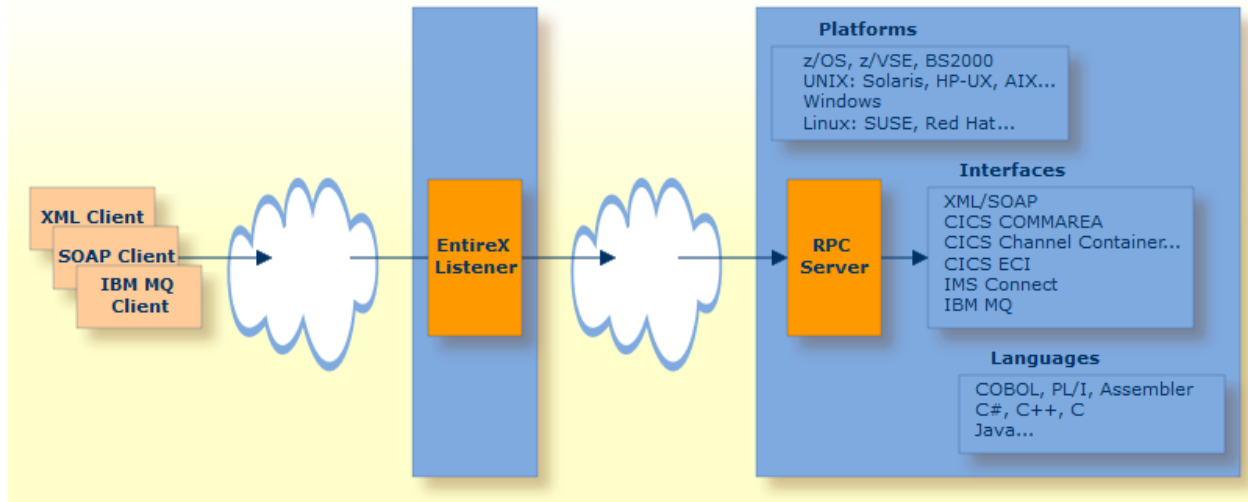 XML Client
SOAP Client
IBM MQ
Client
EntireX
Listener
RPC
Server
Platforms
z/OS, z/VSE, BS2000
UNIX: Solaris, HP-UX, AIX...
Windows
Linux: SUSE, Red Hat...
Interfaces
XML/SOAP
CICS COMMAREA
CICS Channel Container...
CICS ECI
IMS Connect
IBM MQ
Languages
COBOL, PL/I, Assembler
C#, C++, C
Java...